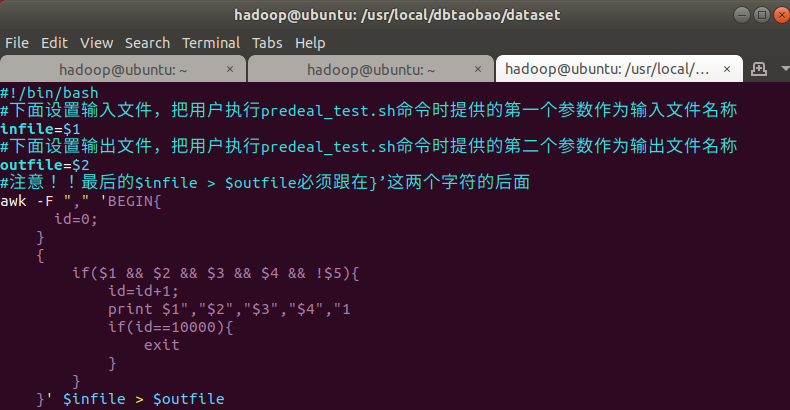 hadoop@ubuntu: /usr/local/dbtaobao/dataset
File Edit View Search Terminal Tabs Help
hadoop@ubuntu: ~ × hadoop@ubuntu: ~ × hadoop@ubuntu: /usr/local/... ×
#!/bin/bash
#下面设置输入文件，把用户执行predeal_test.sh命令时提供的第一个参数作为输入文件名称
infile=$1
#下面设置输出文件，把用户执行predeal_test.sh命令时提供的第二个参数作为输出文件名称
outfile=$2
#注意！！最后的$infile > $outfile必须跟在}’这两个字符的后面
awk -F "," 'BEGIN{
      id=0;
    }
    {
        if($1 && $2 && $3 && $4 && !$5){
            id=id+1;
            print $1","$2","$3","$4","1
            if(id==10000){
                exit
            }
        }
    }' $infile > $outfile